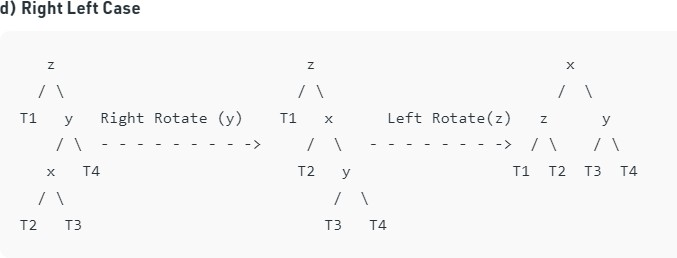 d) Right Left Case
z z x
/ \ / \ / \
T1 y Right Rotate (y) T1 x Left Rotate(z) z y
/ \ - - - - - - - - -> / \ - - - - - - - -> / \ / \
x T4 T2 y T1 T2 T3 T4
/ \ / \
T2 T3 T3 T4